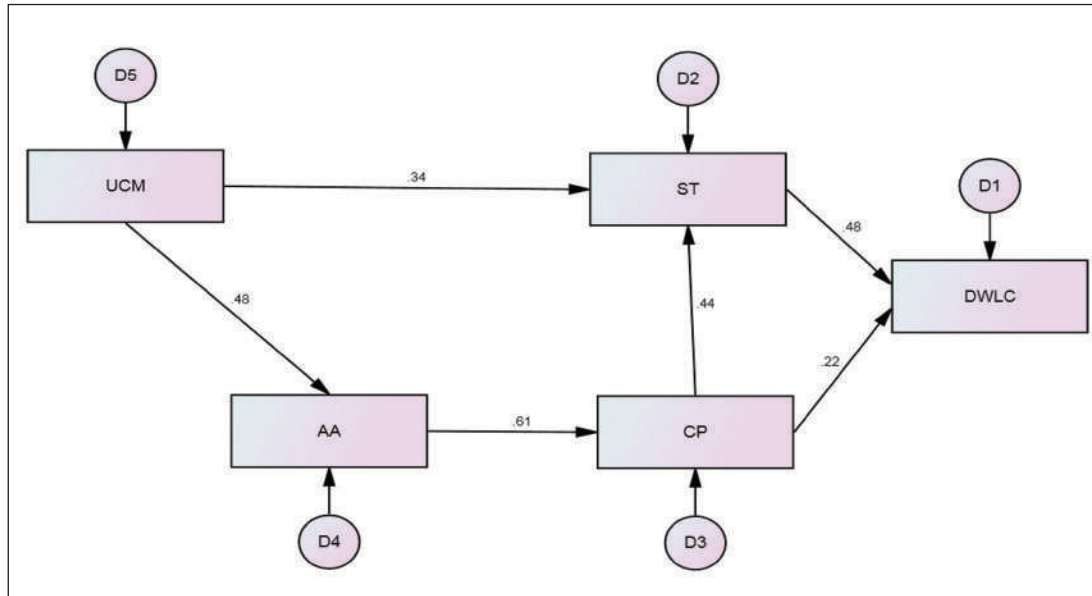 D5
D2
UCM
.34
ST
D1
.48
DWLC
.48
.44
.22
AA
.61
CP
D4
D3